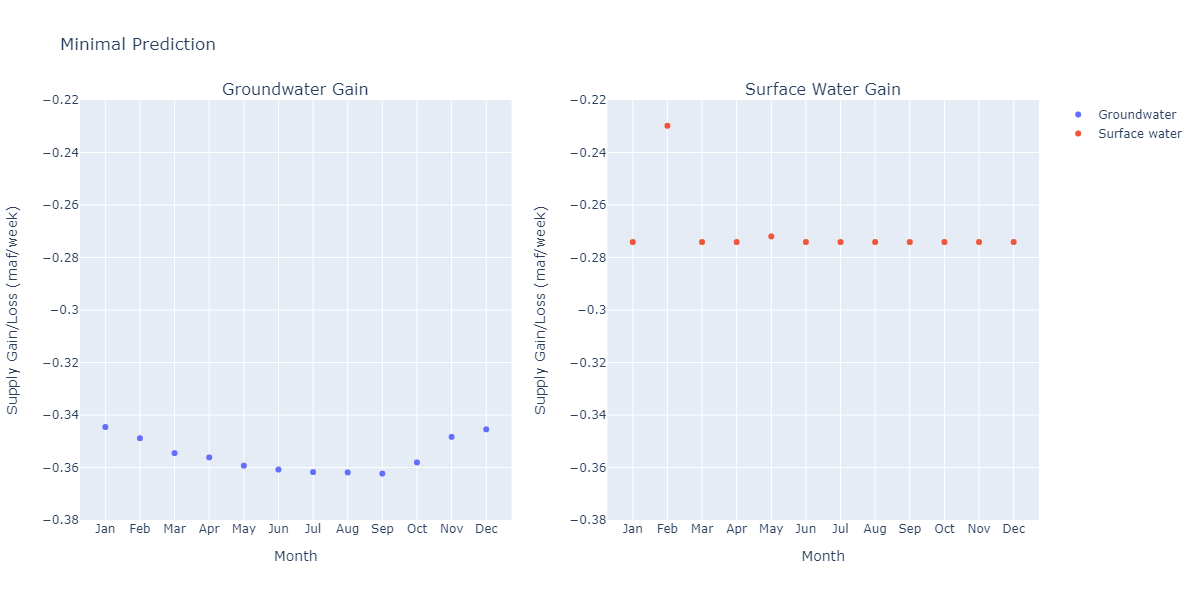 Minimal Prediction
Groundwater Gain
Supply Gain/Loss (maf/week)
−0.22
−0.24
−0.26
−0.28
−0.3
−0.32
−0.34
−0.36
−0.38
Jan Feb Mar Apr May Jun Jul Aug Sep Oct Nov Dec
Month
Surface Water Gain
Supply Gain/Loss (maf/week)
−0.22
−0.24
−0.26
−0.28
−0.3
−0.32
−0.34
−0.36
−0.38
Jan Feb Mar Apr May Jun Jul Aug Sep Oct Nov Dec
Month
Groundwater
Surface water